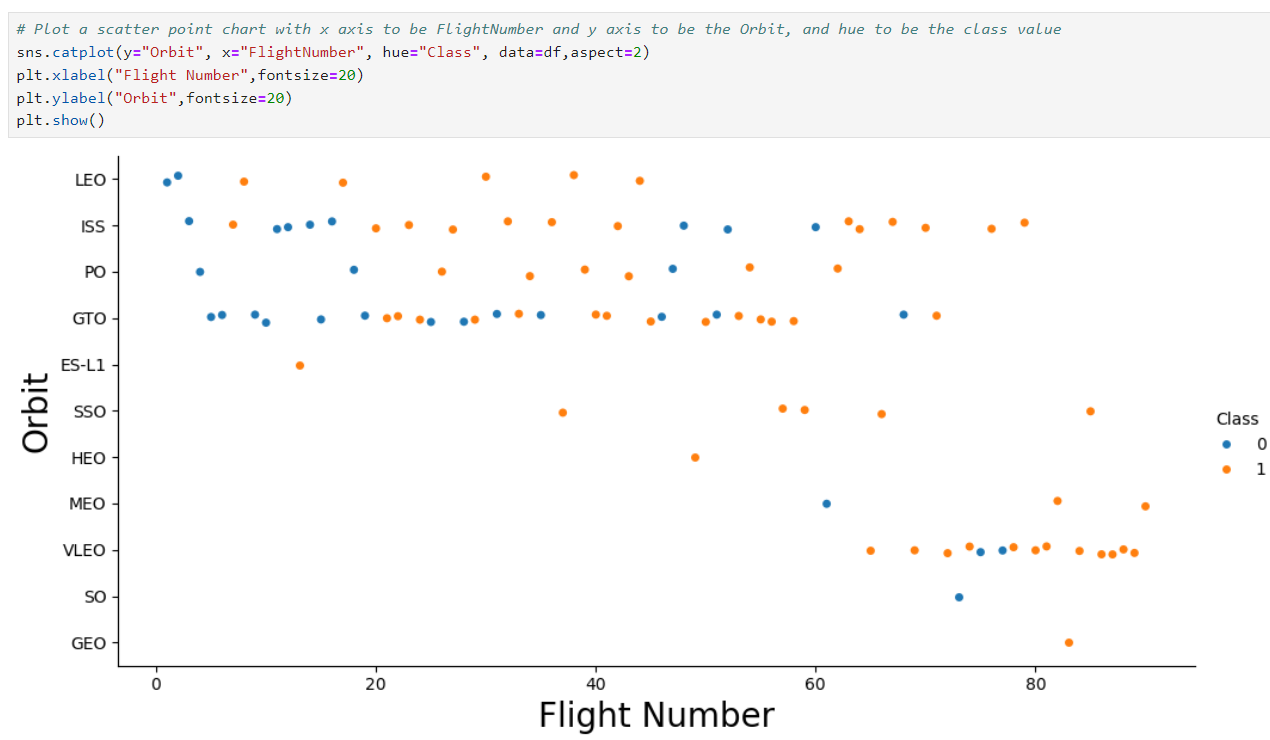 # Plot a scatter point chart with x axis to be FlightNumber and y axis to be the Orbit, and hue to be the class value
sns.catplot(y="Orbit", x="FlightNumber", hue="Class", data=df,aspect=2)
plt.xlabel("Flight Number",fontsize=20)
plt.ylabel("Orbit",fontsize=20)
plt.show()
LEO
ISS
PO
GTO
ES-L1
SSO
HEO
MEO
VLEO
SO
GEO
Orbit
Class
0
1
0 20 40 60 80
Flight Number